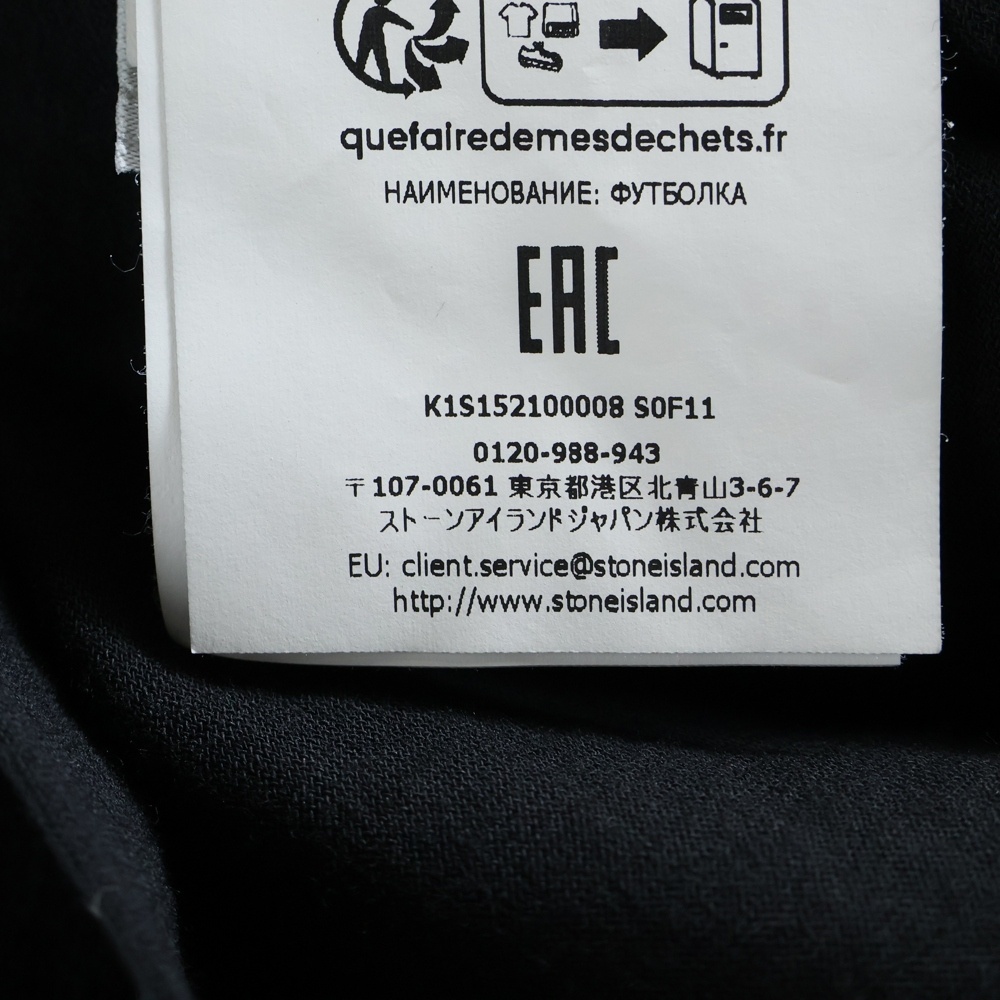 quefairedemesdechets.fr
НАИМЕНОВАНИЕ: ФУТБОЛКА
EAC
K1S152100008 S0F11
0120-988-943
〒107-0061 東京都港区北青山3-6-7
ストーンアイランドジャパン株式会社
EU: client.service@stoneisland.com
http://www.stoneisland.com